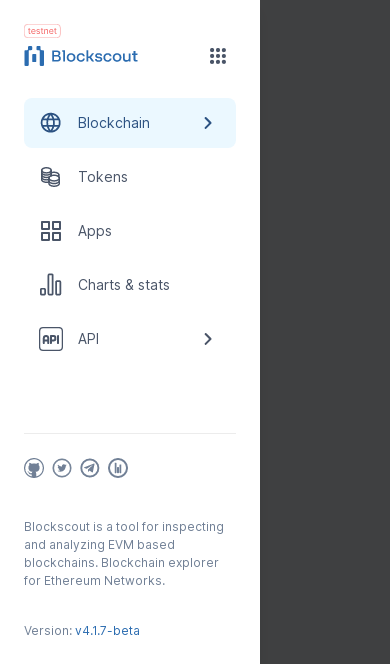 testnet
Blockscout
Blockchain
Tokens
Apps
Charts & stats
API
API
Blockscout is a tool for inspecting
and analyzing EVM based
blockchains. Blockchain explorer
for Ethereum Networks.
Version: v4.1.7-beta